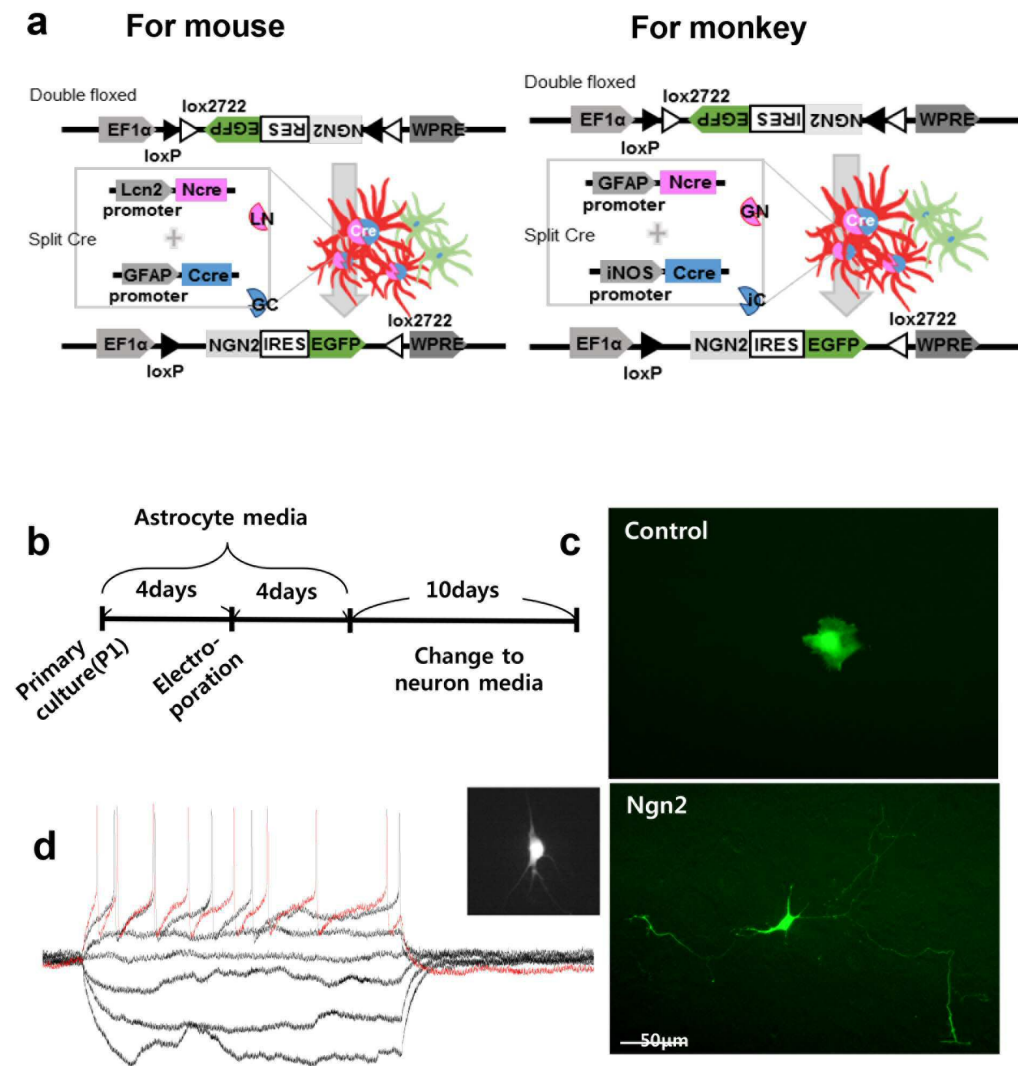 a
For mouse
Double floxed
lox2722
EF1α
EGFP
IRES
NGN2
WPRE
loxP
Lcn2
Ncre
promoter
LN
Split Cre
GFAP
Ccre
promoter
GC
Cre
lox2722
EF1α
NGN2
IRES
EGFP
WPRE
loxP
For monkey
Double floxed
lox2722
EF1α
EGFP
IRES
NGN2
WPRE
loxP
GFAP
Ncre
promoter
GN
Split Cre
iNOS
Ccre
promoter
iC
Cre
lox2722
EF1α
NGN2
IRES
EGFP
WPRE
loxP
b
Astrocyte media
4days
4days
10days
Primary
culture(P1)
Electro-
poration
Change to
neuron media
c
Control
Ngn2
50μm
d